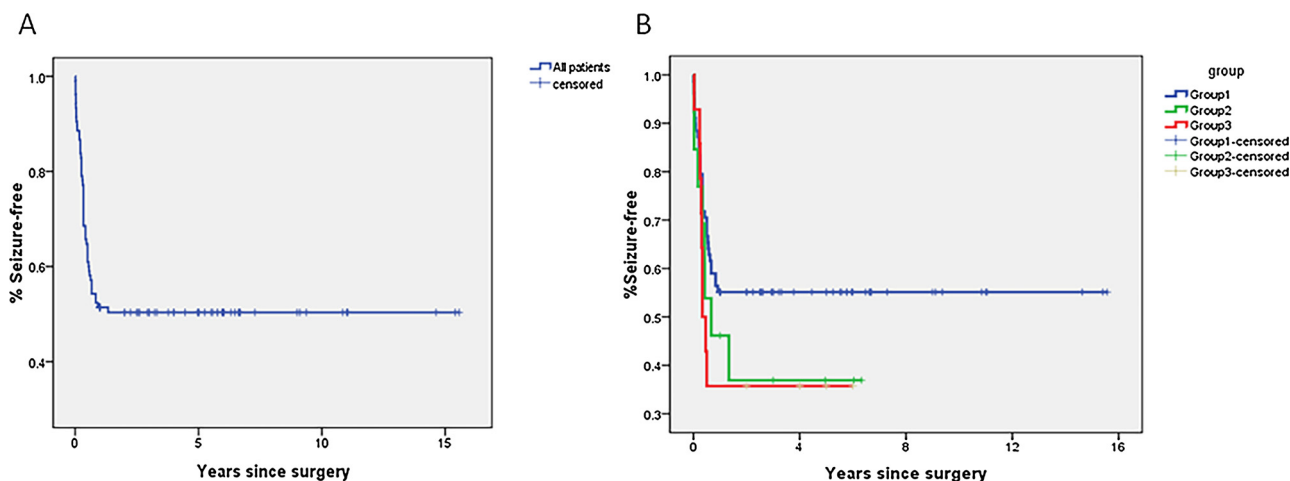 A
1.0
0.8
0.6
0.4
% Seizure-free
0 5 10 15
Years since surgery
All patients
censored
B
1.0
0.9
0.8
0.7
0.6
0.5
0.4
0.3
%Seizure-free
0 4 8 12 16
Years since surgery
group
Group1
Group2
Group3
Group1-censored
Group2-censored
Group3-censored